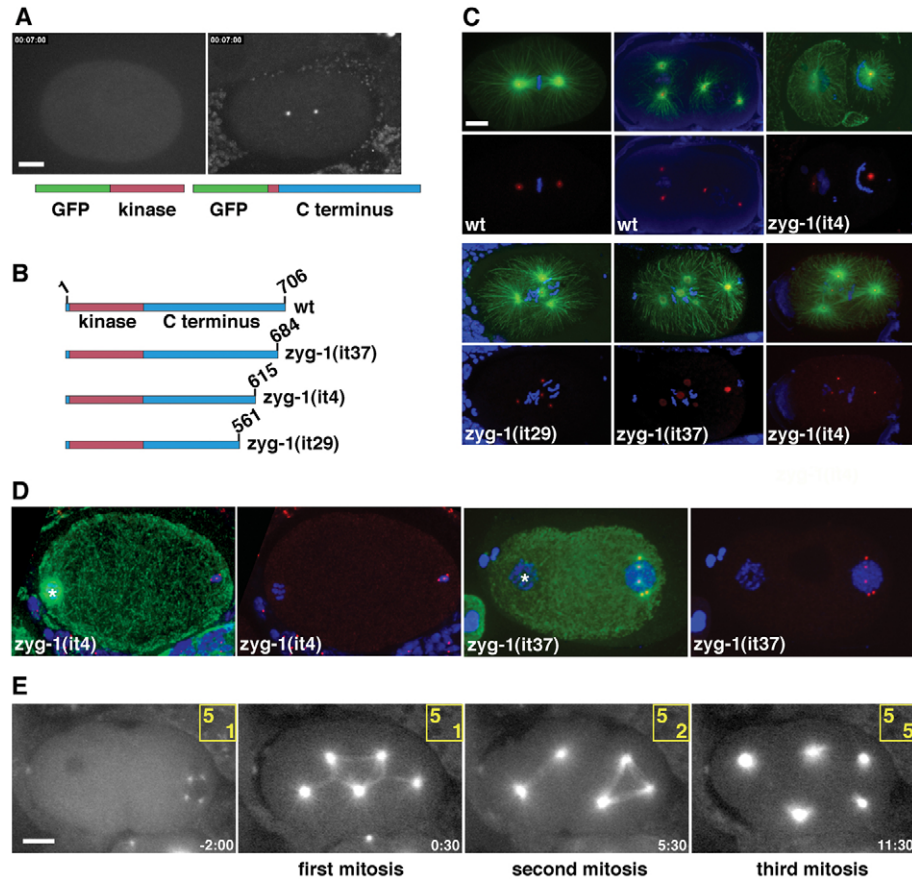 A
00:07:00
00:07:00
GFP kinase
GFP C terminus
B
1
706
kinase C terminus
wt
684
zyg-1(it37)
615
zyg-1(it4)
561
zyg-1(it29)
C
wt
wt
zyg-1(it4)
zyg-1(it29)
zyg-1(it37)
zyg-1(it4)
D
*
zyg-1(it4)
zyg-1(it4)
*
zyg-1(it37)
zyg-1(it37)
E
5 1
5 1
5 2
5 5
-2:00
0:30
5:30
11:30
first mitosis
second mitosis
third mitosis